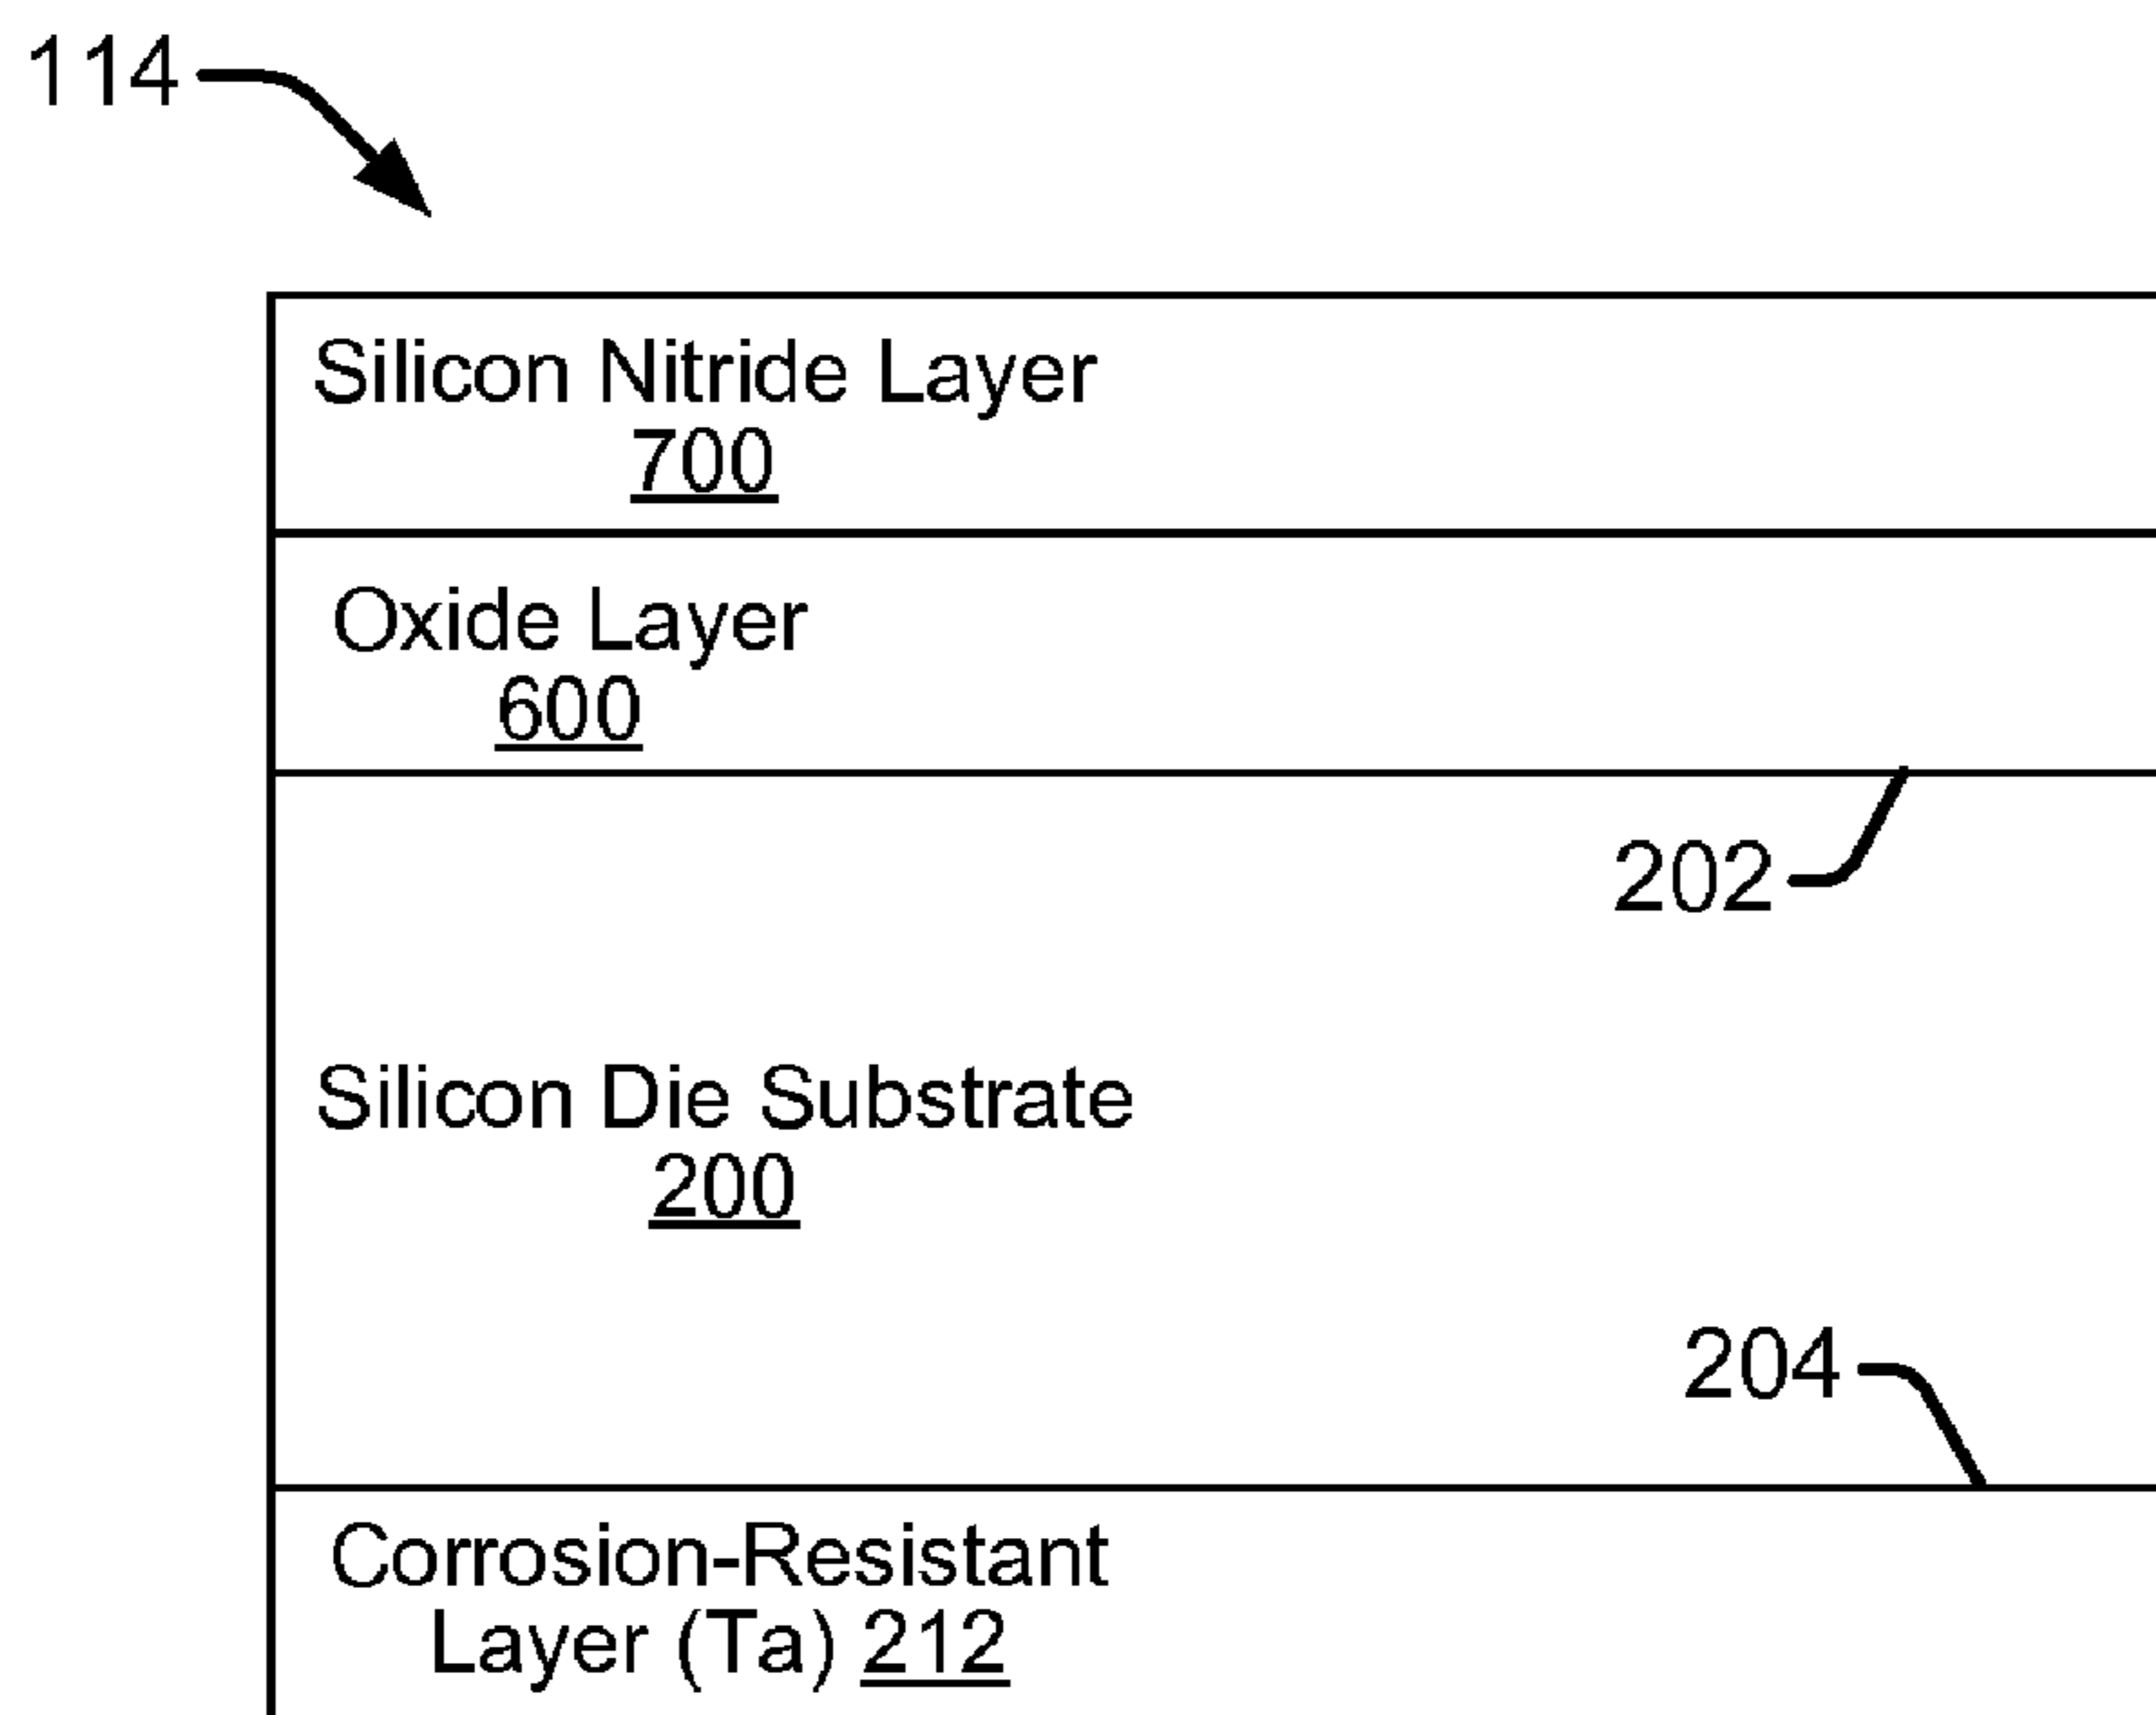 114
Silicon Nitride Layer
700
Oxide Layer
600
202
Silicon Die Substrate
200
204
Corrosion-Resistant
Layer (Ta) 212